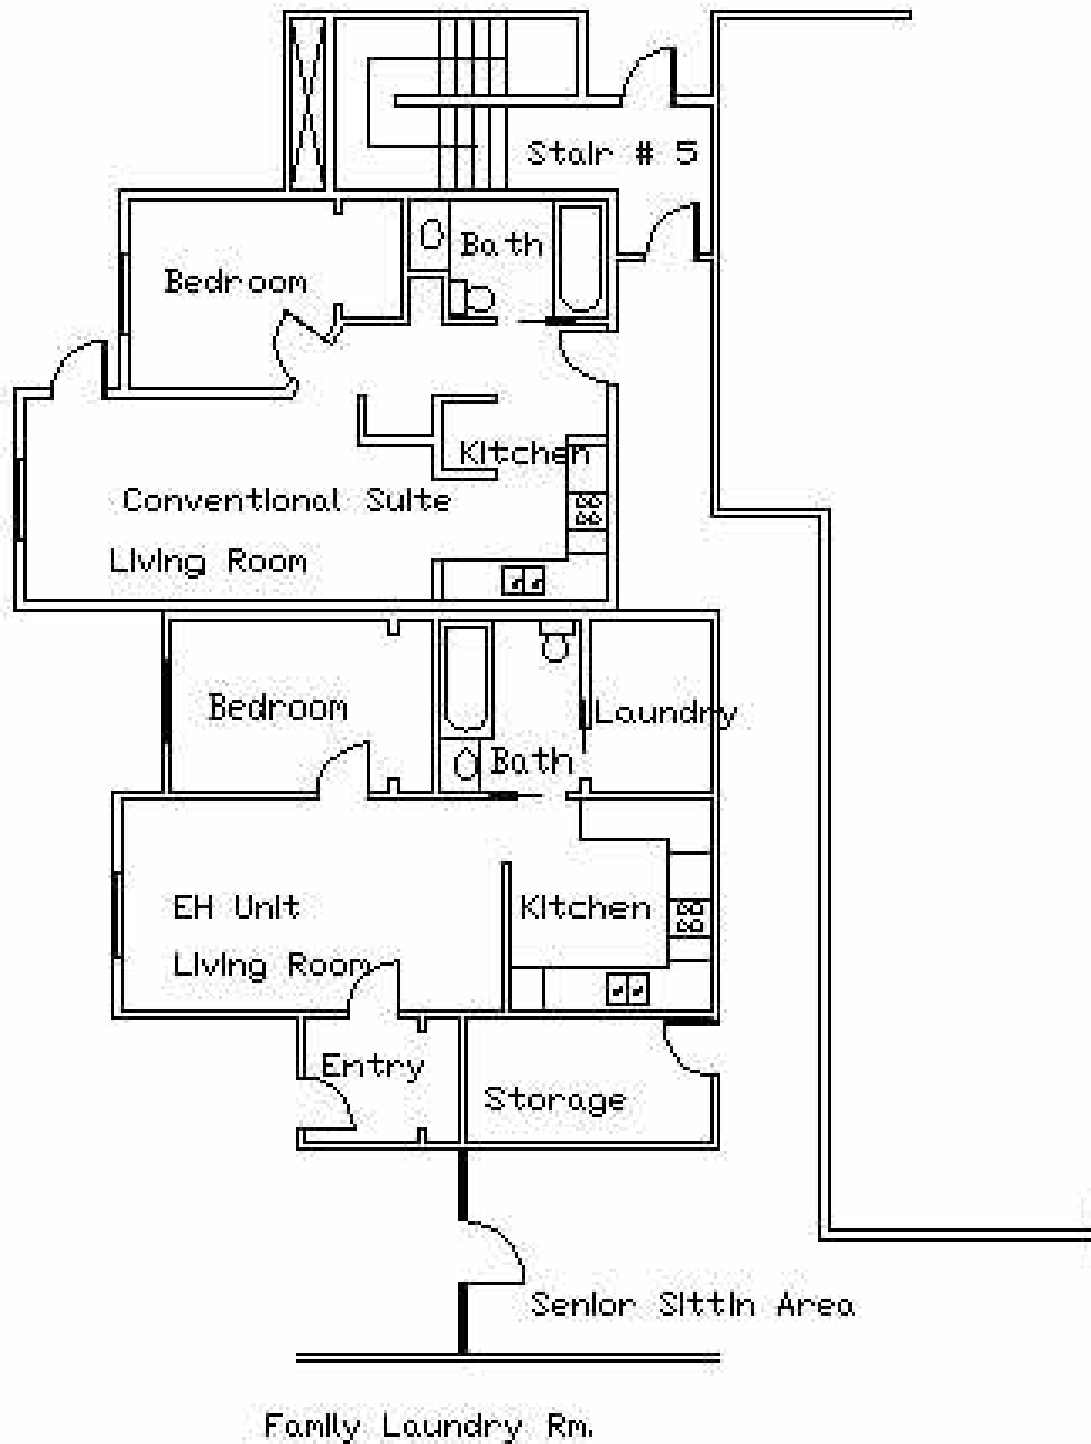 Stair # 5
Bath
Bedroom
Kitchen
Conventional Suite
Living Room
Bedroom
Laundry
Bath
EH Unit
Kitchen
Living Room
Entry
Storage
Senior Sittin Area
Family Laundry Rm.